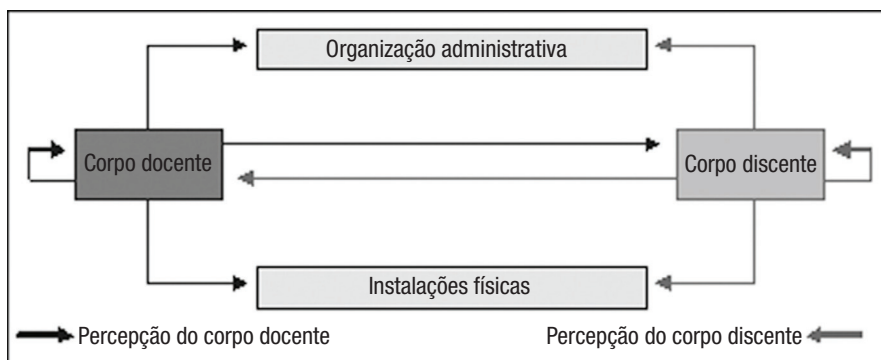 Organização administrativa
Corpo docente
Corpo discente
Instalações físicas
Percepção do corpo docente
Percepção do corpo discente